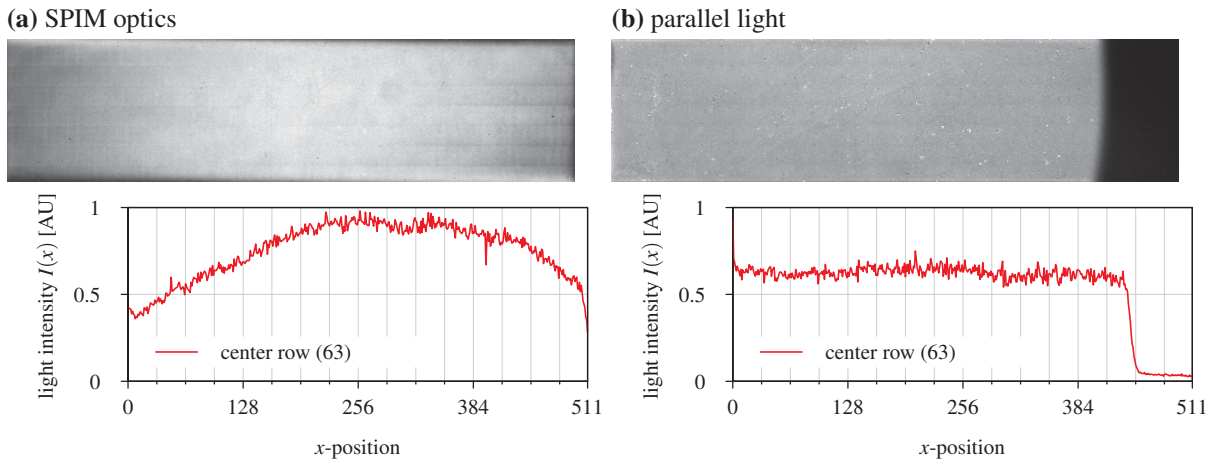 (a) SPIM optics
(b) parallel light
light intensity I(x) [AU]
1
0.5
0
center row (63)
0
128
256
384
511
x-position
light intensity I(x) [AU]
1
0.5
0
center row (63)
0
128
256
384
511
x-position